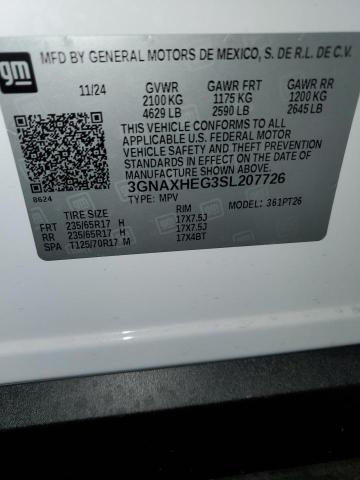 gm
MFD BY GENERAL MOTORS DE MEXICO, S. DE R.L. DE C.V.
11/24 GVWR GAWR FRT GAWR RR
2100 KG 1175 KG 1200 KG
4629 LB 2590 LB 2645 LB
THIS VEHICLE CONFORMS TO ALL
APPLICABLE U.S. FEDERAL MOTOR
VEHICLE SAFETY AND THEFT PREVENTION
STANDARDS IN EFFECT ON THE DATE OF
MANUFACTURE SHOWN ABOVE.
3GNAXHEG3SL207726
8624 TYPE: MPV MODEL: 361PT26
TIRE SIZE RIM
FRT 235/65R17 H 17X7.5J
RR 235/65R17 H 17X7.5J
SPA T125/70R17 M 17X4BT